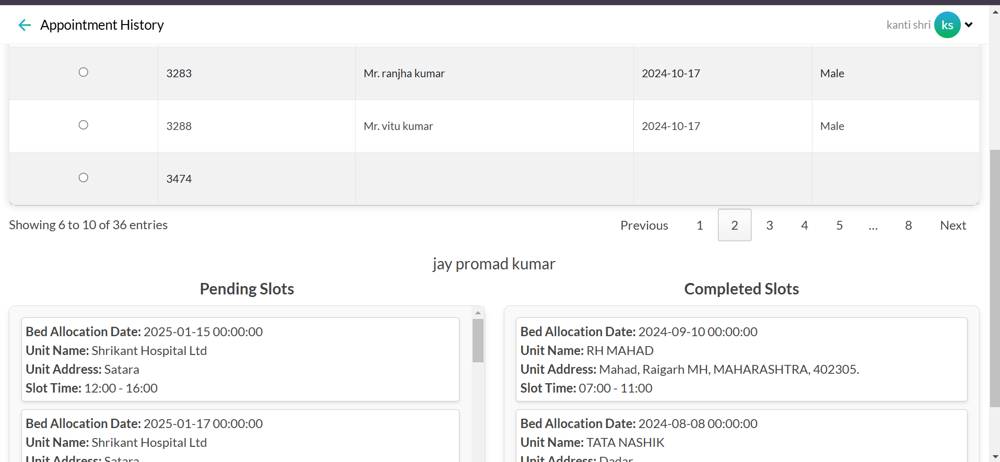 Appointment History
kanti shri ks
3283 Mr. ranjha kumar 2024-10-17 Male
3288 Mr. vitu kumar 2024-10-17 Male
3474
Showing 6 to 10 of 36 entries
Previous 1 2 3 4 5 ... 8 Next
jay promad kumar
Pending Slots
Bed Allocation Date: 2025-01-15 00:00:00
Unit Name: Shrikant Hospital Ltd
Unit Address: Satara
Slot Time: 12:00 - 16:00
Bed Allocation Date: 2025-01-17 00:00:00
Unit Name: Shrikant Hospital Ltd
Unit Address: Satara
Completed Slots
Bed Allocation Date: 2024-09-10 00:00:00
Unit Name: RH MAHAD
Unit Address: Mahad, Raigarh MH, MAHARASHTRA, 402305.
Slot Time: 07:00 - 11:00
Bed Allocation Date: 2024-08-08 00:00:00
Unit Name: TATA NASHIK
Unit Address: Dadar